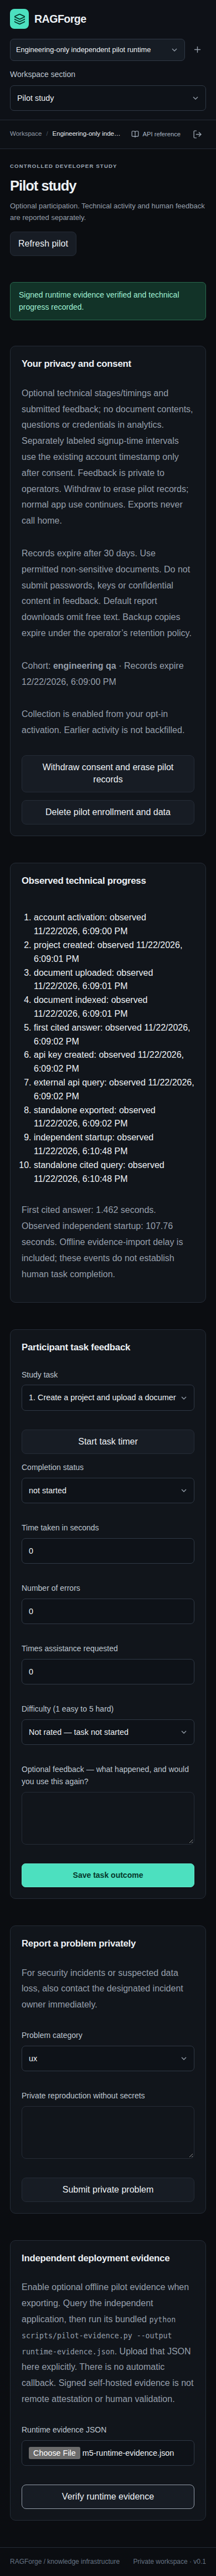 RAGForge
Engineering-only independent pilot runtime
Workspace section
Pilot study
Workspace / Engineering-only inde… API reference
CONTROLLED DEVELOPER STUDY
Pilot study
Optional participation. Technical activity and human feedback
are reported separately.
Refresh pilot
Signed runtime evidence verified and technical
progress recorded.
Your privacy and consent
Optional technical stages/timings and
submitted feedback; no document contents,
questions or credentials in analytics.
Separately labeled signup-time intervals
use the existing account timestamp only
after consent. Feedback is private to
operators. Withdraw to erase pilot records;
normal app use continues. Exports never
call home.
Records expire after 30 days. Use
permitted non-sensitive documents. Do not
submit passwords, keys or confidential
content in feedback. Default report
downloads omit free text. Backup copies
expire under the operator's retention policy.
Cohort: engineering qa · Records expire
12/22/2026, 6:09:00 PM
Collection is enabled from your opt-in
activation. Earlier activity is not backfilled.
Withdraw consent and erase pilot
records
Delete pilot enrollment and data
Observed technical progress
1. account activation: observed
11/22/2026, 6:09:00 PM
2. project created: observed 11/22/2026,
6:09:01 PM
3. document uploaded: observed
11/22/2026, 6:09:01 PM
4. document indexed: observed
11/22/2026, 6:09:01 PM
5. first cited answer: observed 11/22/2026,
6:09:02 PM
6. api key created: observed 11/22/2026,
6:09:02 PM
7. external api query: observed 11/22/2026,
6:09:02 PM
8. standalone exported: observed
11/22/2026, 6:09:02 PM
9. independent startup: observed
11/22/2026, 6:10:48 PM
10. standalone cited query: observed
11/22/2026, 6:10:48 PM
First cited answer: 1.462 seconds.
Observed independent startup: 107.76
seconds. Offline evidence-import delay is
included; these events do not establish
human task completion.
Participant task feedback
Study task
1. Create a project and upload a documer
Start task timer
Completion status
not started
Time taken in seconds
0
Number of errors
0
Times assistance requested
0
Difficulty (1 easy to 5 hard)
Not rated — task not started
Optional feedback — what happened, and would
you use this again?
Save task outcome
Report a problem privately
For security incidents or suspected data
loss, also contact the designated incident
owner immediately.
Problem category
ux
Private reproduction without secrets
Submit private problem
Independent deployment evidence
Enable optional offline pilot evidence when
exporting. Query the independent
application, then run its bundled python
scripts/pilot-evidence.py --output
runtime-evidence.json. Upload that JSON
here explicitly. There is no automatic
callback. Signed self-hosted evidence is not
remote attestation or human validation.
Runtime evidence JSON
Choose File m5-runtime-evidence.json
Verify runtime evidence
RAGForge / knowledge infrastructure Private workspace · v0.1